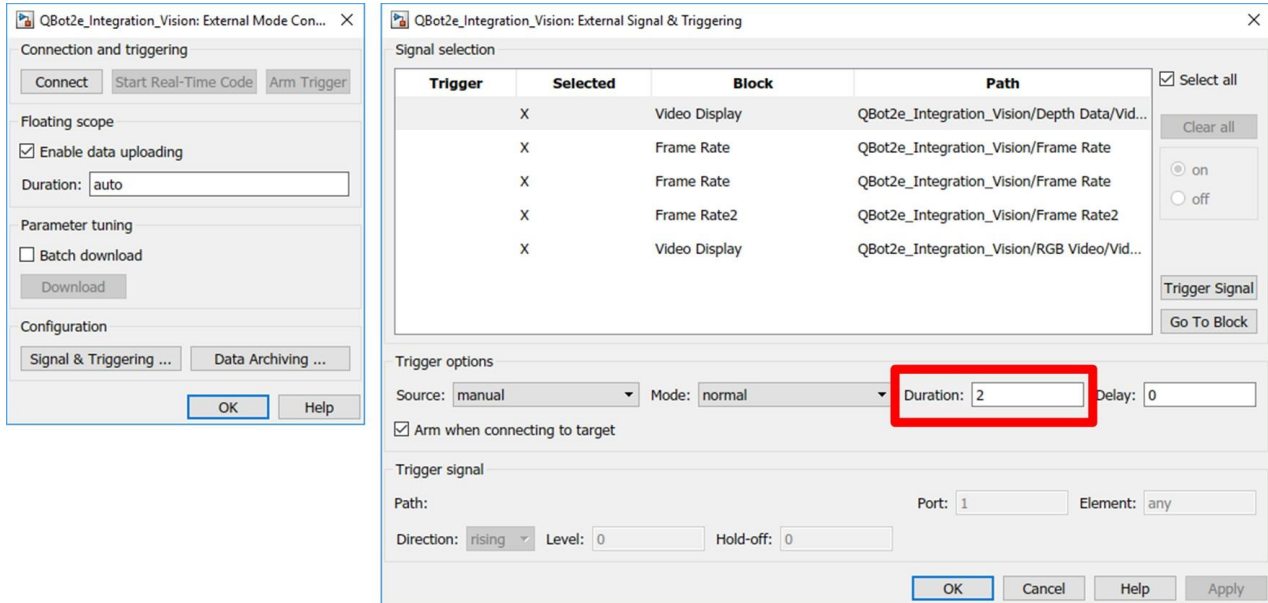 QBot2e_Integration_Vision: External Mode Con...
Connection and triggering
Connect Start Real-Time Code Arm Trigger
Floating scope
Enable data uploading
Duration: auto
Parameter tuning
Batch download
Download
Configuration
Signal & Triggering ... Data Archiving ...
OK Help
QBot2e_Integration_Vision: External Signal & Triggering
Signal selection
Trigger Selected Block Path
X Video Display QBot2e_Integration_Vision/Depth Data/Vid...
X Frame Rate QBot2e_Integration_Vision/Frame Rate
X Frame Rate QBot2e_Integration_Vision/Frame Rate
X Frame Rate2 QBot2e_Integration_Vision/Frame Rate2
X Video Display QBot2e_Integration_Vision/RGB Video/Vid...
Select all
Clear all
on
off
Trigger Signal
Go To Block
Trigger options
Source: manual Mode: normal Duration: 2 Delay: 0
Arm when connecting to target
Trigger signal
Path: Port: 1 Element: any
Direction: rising Level: 0 Hold-off: 0
OK Cancel Help Apply